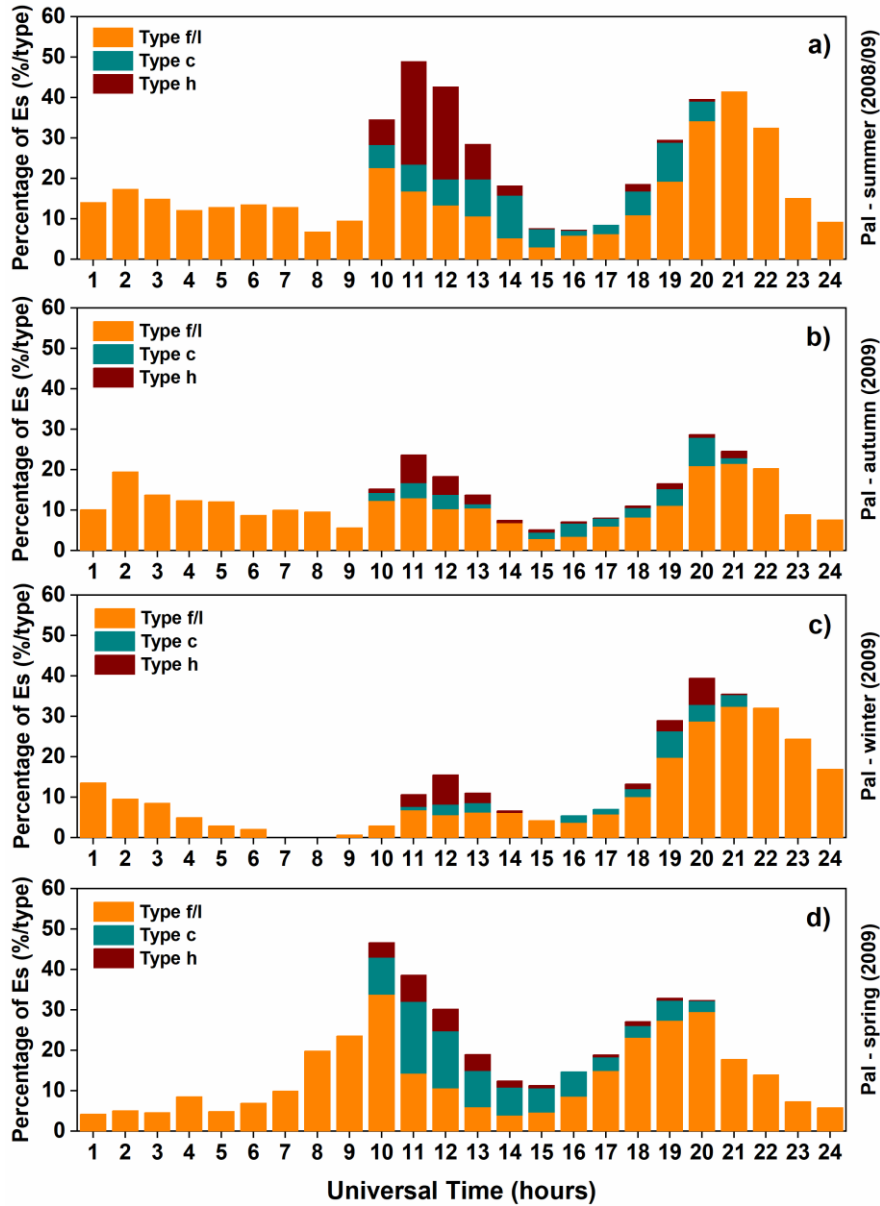 60
50
40
30
20
10
0
Percentage of Es (%/type)
Type f/l
Type c
Type h
a)
Pal - summer (2008/09)
1 2 3 4 5 6 7 8 9 10 11 12 13 14 15 16 17 18 19 20 21 22 23 24
60
50
40
30
20
10
0
Percentage of Es (%/type)
Type f/l
Type c
Type h
b)
Pal - autumn (2009)
1 2 3 4 5 6 7 8 9 10 11 12 13 14 15 16 17 18 19 20 21 22 23 24
60
50
40
30
20
10
0
Percentage of Es (%/type)
Type f/l
Type c
Type h
c)
Pal - winter (2009)
1 2 3 4 5 6 7 8 9 10 11 12 13 14 15 16 17 18 19 20 21 22 23 24
60
50
40
30
20
10
0
Percentage of Es (%/type)
Type f/l
Type c
Type h
d)
Pal - spring (2009)
1 2 3 4 5 6 7 8 9 10 11 12 13 14 15 16 17 18 19 20 21 22 23 24
Universal Time (hours)